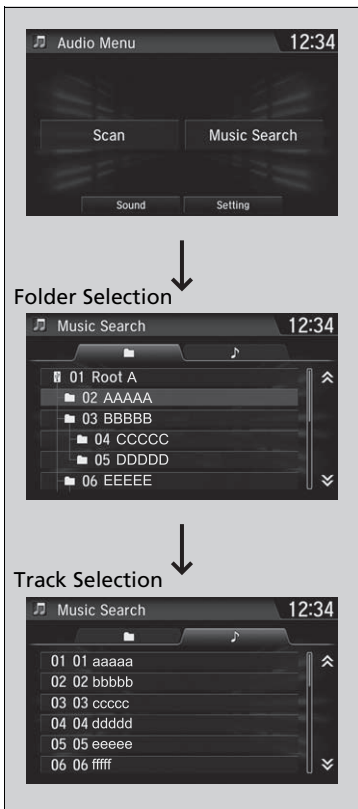 Audio Menu 12:34
Scan Music Search
Sound Setting
Folder Selection
Music Search 12:34
01 Root A
02 AAAAA
03 BBBBB
04 CCCCC
05 DDDDD
06 EEEEE
Track Selection
Music Search 12:34
01 01 aaaaa
02 02 bbbbb
03 03 ccccc
04 04 ddddd
05 05 eeeee
06 06 fffff